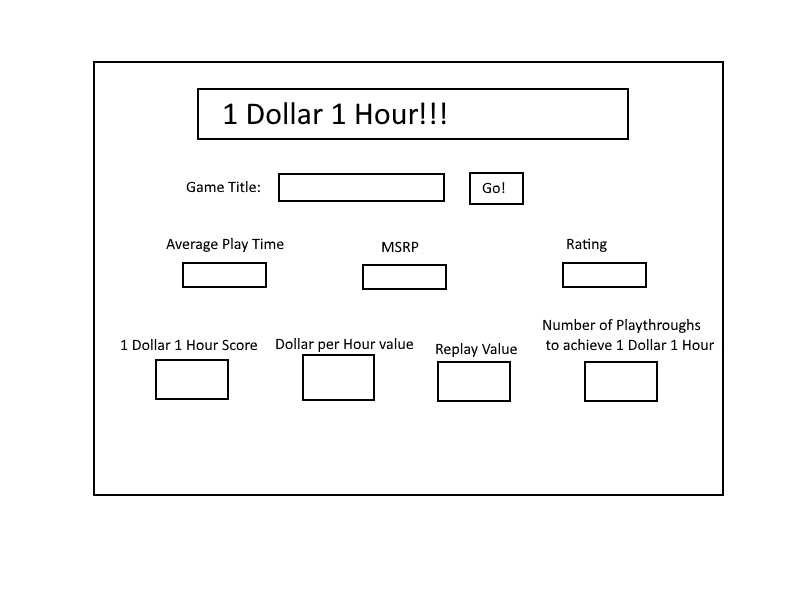 1 Dollar 1 Hour!!!
Game Title:
Go!
Average Play Time
MSRP
Rating
1 Dollar 1 Hour Score
Dollar per Hour value
Replay Value
Number of Playthroughs
to achieve 1 Dollar 1 Hour